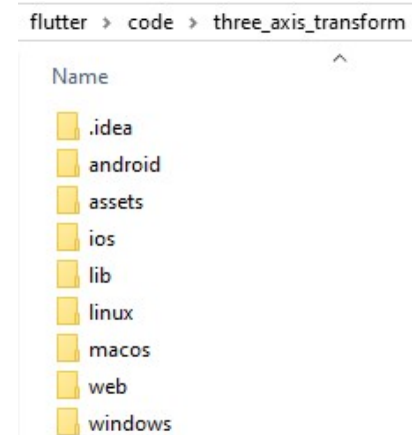 flutter > code > three_axis_transform
Name
.idea
android
assets
ios
lib
linux
macos
web
windows